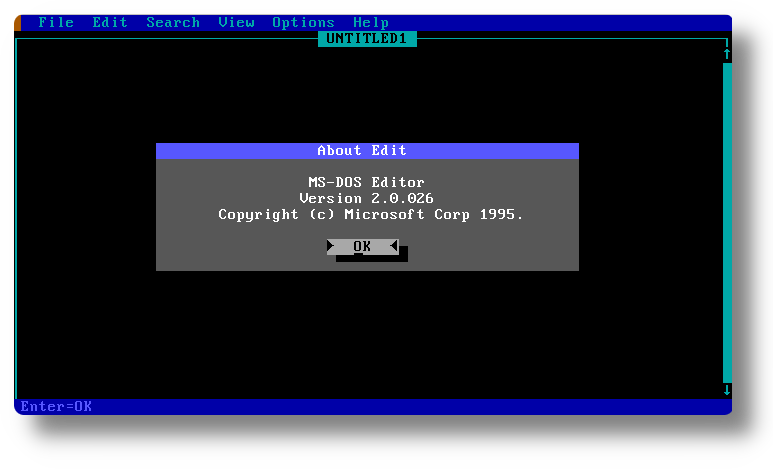 File Edit Search View Options Help
UNTITLED1
About Edit
MS-DOS Editor
Version 2.0.026
Copyright (c) Microsoft Corp 1995.
OK
Enter=OK